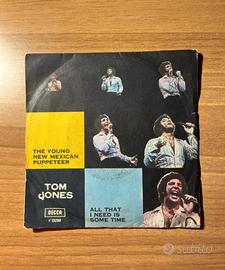 THE YOUNG
NEW MEXICAN
PUPPETEER
TOM
JONES
DECCA
ALL THAT
I NEED IS
SOME TIME
subito